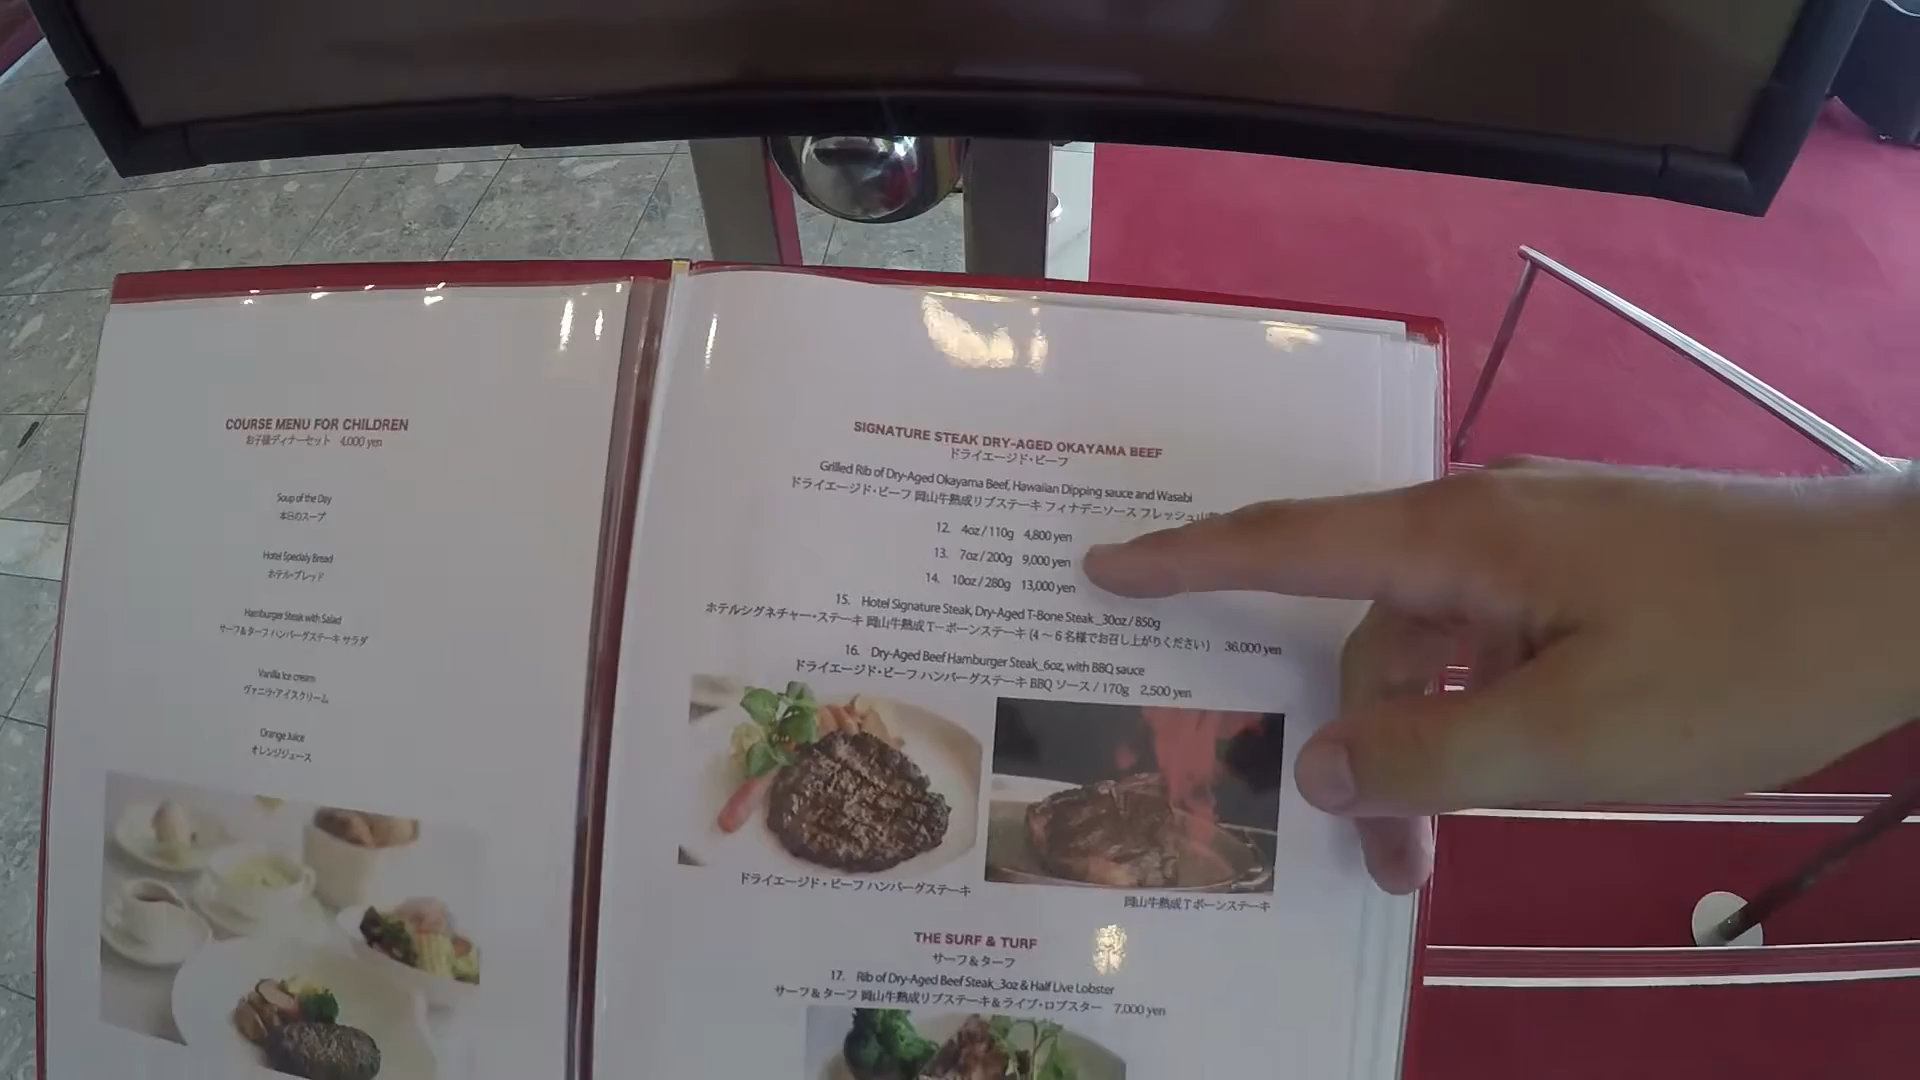 COURSE MENU FOR CHILDREN
お子様ディナーセット 4,000 yen
Soup of the Day
本日のスープ
Hotel Specialy Bread
ホテル・ブレッド
Hamburger Steak with Salad
サーフ&ターフ ハンバーグステーキ サラダ
Vanilla Ice cream
ヴァニラ・アイスクリーム
Orange Juice
オレンジジュース
SIGNATURE STEAK DRY-AGED OKAYAMA BEEF
ドライエージド・ビーフ
Grilled Rib of Dry-Aged Okayama Beef, Hawaiian Dipping sauce and Wasabi
ドライエージド・ビーフ 岡山牛熟成リブステーキ フィナデニソース フレッシュ山
12. 4oz / 110g 4,800 yen
13. 7oz / 200g 9,000 yen
14. 10oz / 280g 13,000 yen
15. Hotel Signature Steak, Dry-Aged T-Bone Steak_30oz / 850g
ホテルシグネチャー・ステーキ 岡山牛熟成 T-ボーンステーキ (4~6名様でお召し上がりください) 36,000 yen
16. Dry-Aged Beef Hamburger Steak_6oz, with BBQ sauce
ドライエージド・ビーフ ハンバーグステーキ BBQ ソース / 170g 2,500 yen
ドライエージド・ビーフ ハンバーグステーキ
岡山牛熟成Tボーンステーキ
THE SURF & TURF
サーフ&ターフ
17. Rib of Dry-Aged Beef Steak_3oz & Half Live Lobster
サーフ&ターフ 岡山牛熟成リブステーキ&ライブ・ロブスター 7,000 yen